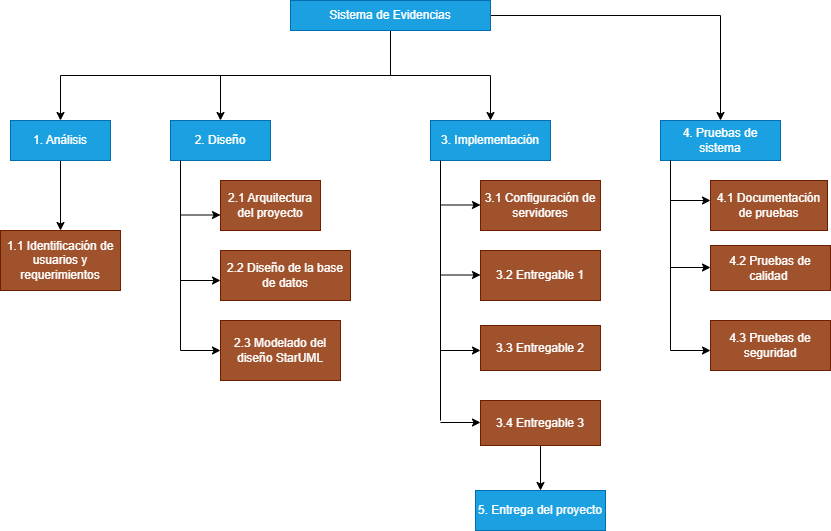 Sistema de Evidencias
1. Análisis
2. Diseño
3. Implementación
4. Pruebas de
sistema
1.1 Identificación de
usuarios y
requerimientos
2.1 Arquitectura
del proyecto
2.2 Diseño de la base
de datos
2.3 Modelado del
diseño StarUML
3.1 Configuración de
servidores
3.2 Entregable 1
3.3 Entregable 2
3.4 Entregable 3
4.1 Documentación
de pruebas
4.2 Pruebas de
calidad
4.3 Pruebas de
seguridad
5. Entrega del proyecto